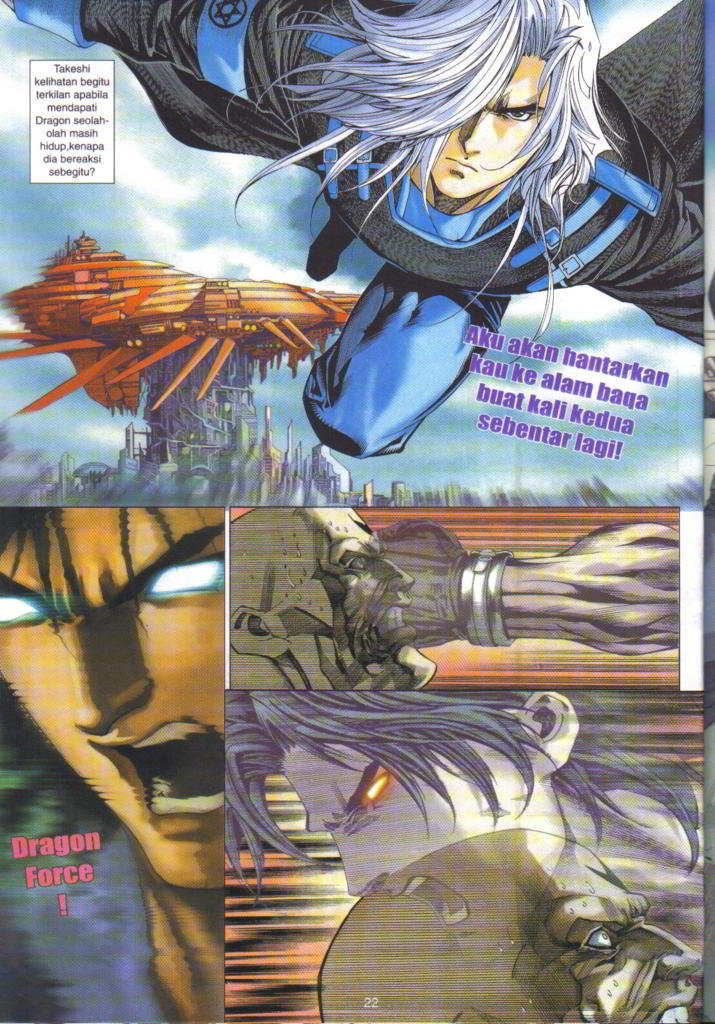 Takeshi
kelihatan begitu
terkilan apabila
mendapati
Dragon seolah-
olah masih
hidup,kenapa
dia bereaksi
sebegitu?
Aku akan hantarkan
kau ke alam baqa
buat kali kedua
sebentar lagi!
Dragon
Force
!
22